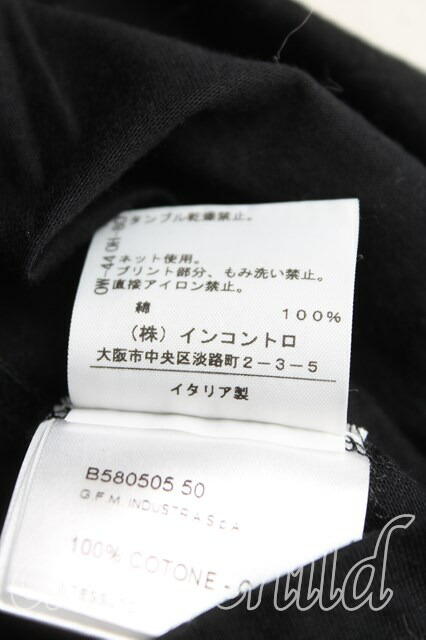 タンブル乾燥禁止。
ネット使用。
プリント部分、もみ洗い禁止。
直接アイロン禁止。
綿 100%
(株)インコントロ
大阪市中央区淡路町2-3-5
イタリア製
B580505 50
G.F.M. INDUSTRIA S.p.A
100% COTONE -